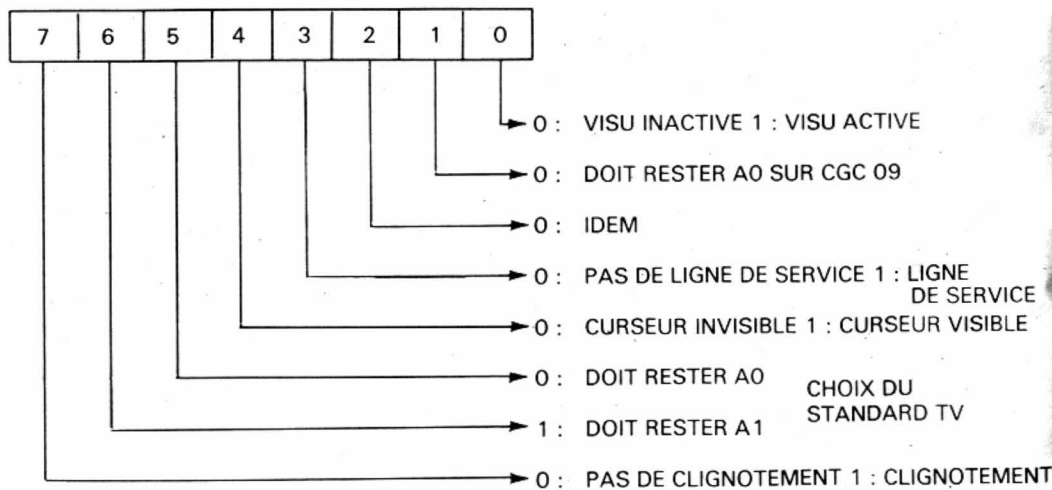 7 6 5 4 3 2 1 0
0 : VISU INACTIVE 1 : VISU ACTIVE
0 : DOIT RESTER A0 SUR CGC 09
0 : IDEM
0 : PAS DE LIGNE DE SERVICE 1 : LIGNE
DE SERVICE
0 : CURSEUR INVISIBLE 1 : CURSEUR VISIBLE
0 : DOIT RESTER A0
CHOIX DU
STANDARD TV
1 : DOIT RESTER A1
0 : PAS DE CLIGNOTEMENT 1 : CLIGNOTEMENT